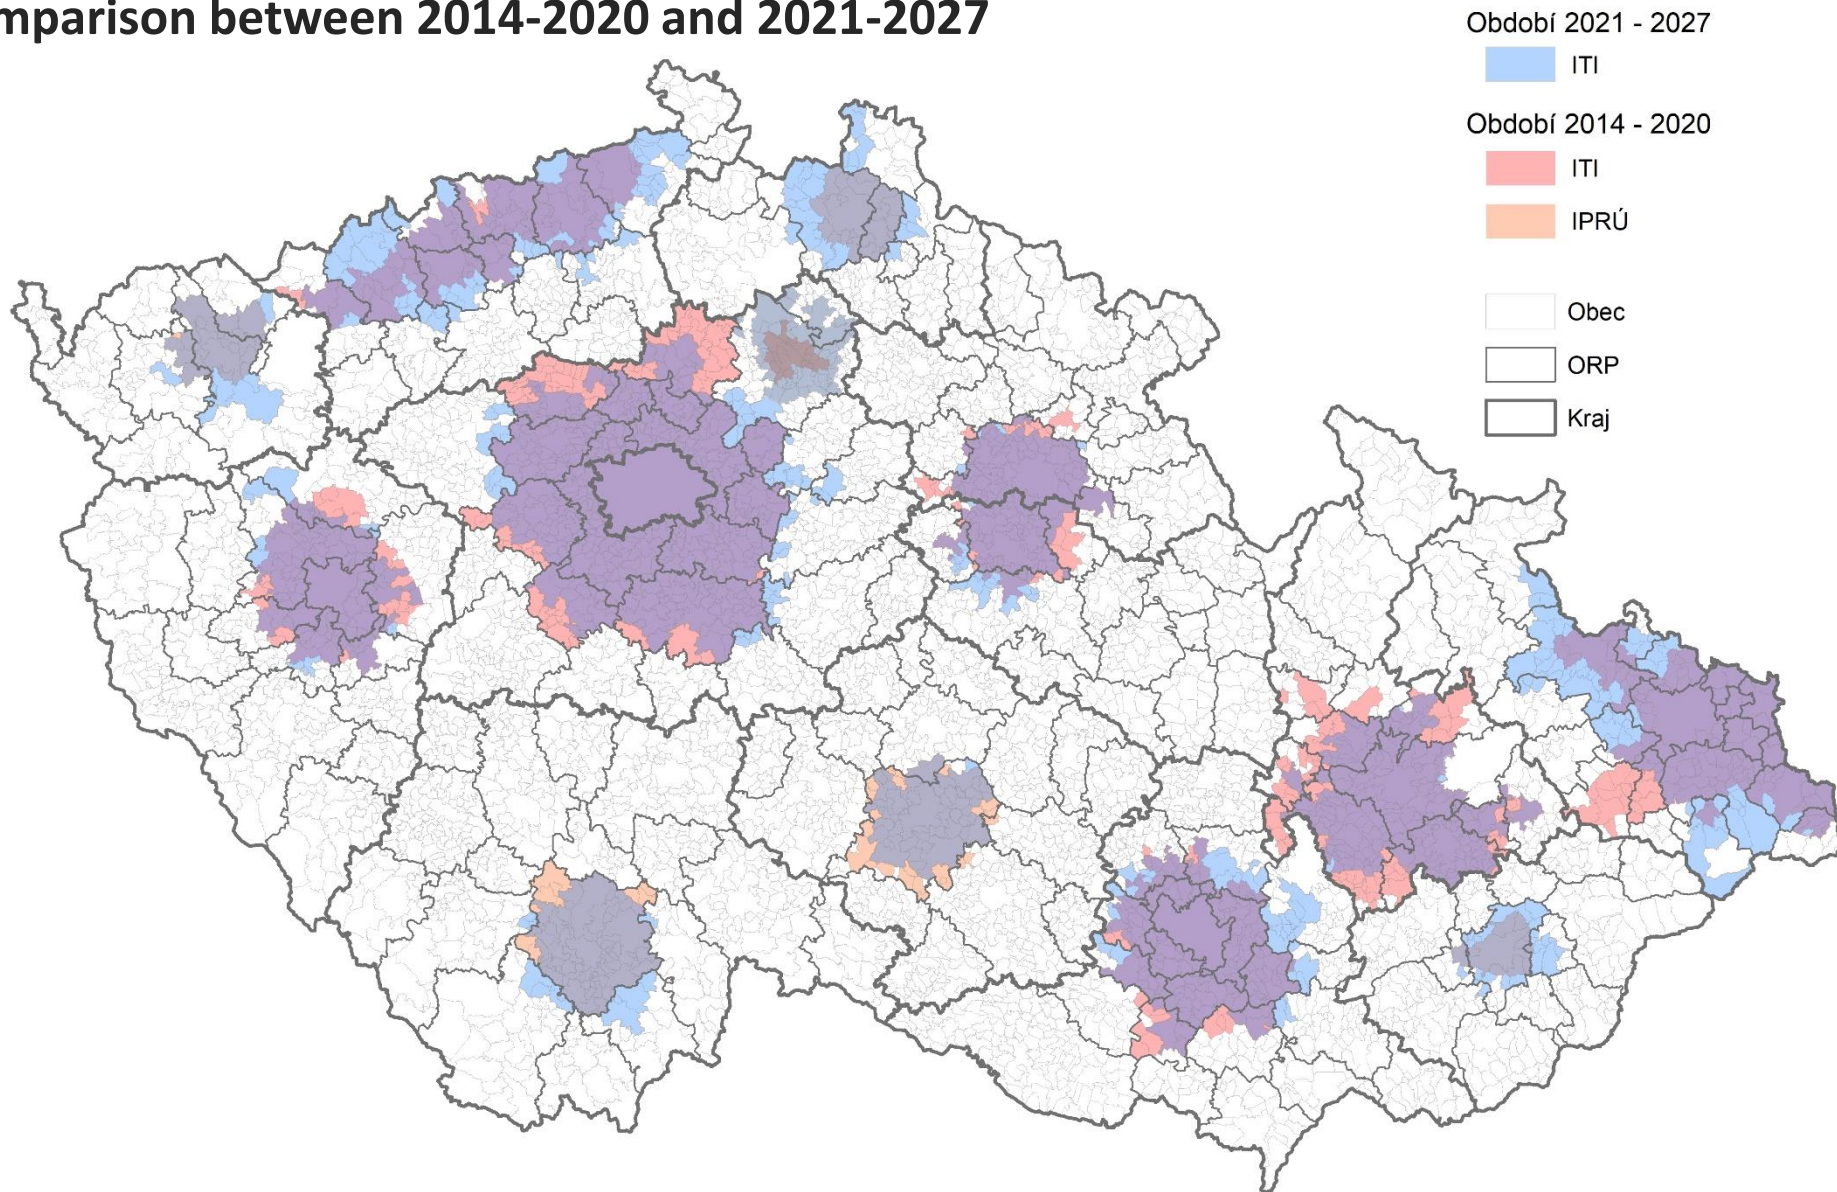 mparison between 2014-2020 and 2021-2027
Období 2021 - 2027
ITI
Období 2014 - 2020
ITI
IPRÚ
Obec
ORP
Kraj